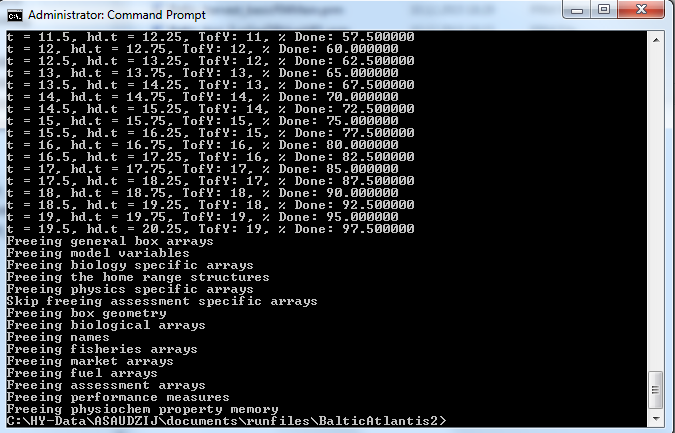 Administrator: Command Prompt
t = 11.5, hd.t = 12.25, TofY: 11, % Done: 57.500000
t = 12, hd.t = 12.75, TofY: 12, % Done: 60.000000
t = 12.5, hd.t = 13.25, TofY: 12, % Done: 62.500000
t = 13, hd.t = 13.75, TofY: 13, % Done: 65.000000
t = 13.5, hd.t = 14.25, TofY: 13, % Done: 67.500000
t = 14, hd.t = 14.75, TofY: 14, % Done: 70.000000
t = 14.5, hd.t = 15.25, TofY: 14, % Done: 72.500000
t = 15, hd.t = 15.75, TofY: 15, % Done: 75.000000
t = 15.5, hd.t = 16.25, TofY: 15, % Done: 77.500000
t = 16, hd.t = 16.75, TofY: 16, % Done: 80.000000
t = 16.5, hd.t = 17.25, TofY: 16, % Done: 82.500000
t = 17, hd.t = 17.75, TofY: 17, % Done: 85.000000
t = 17.5, hd.t = 18.25, TofY: 17, % Done: 87.500000
t = 18, hd.t = 18.75, TofY: 18, % Done: 90.000000
t = 18.5, hd.t = 19.25, TofY: 18, % Done: 92.500000
t = 19, hd.t = 19.75, TofY: 19, % Done: 95.000000
t = 19.5, hd.t = 20.25, TofY: 19, % Done: 97.500000
Freeing general box arrays
Freeing model variables
Freeing biology specific arrays
Freeing the home range structures
Freeing physics specific arrays
Skip freeing assessment specific arrays
Freeing box geometry
Freeing biological arrays
Freeing names
Freeing fisheries arrays
Freeing market arrays
Freeing fuel arrays
Freeing assessment arrays
Freeing performance measures
Freeing physiochem property memory
C:\HY-Data\ASAUDZIJ\documents\runfiles\BalticAtlantis2>